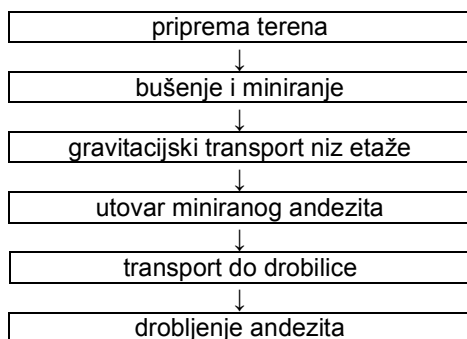 priprema terena
↓
bušenje i miniranje
↓
gravitacijski transport niz etaže
↓
utovar miniranog andezita
↓
transport do drobilice
↓
drobljenje andezita